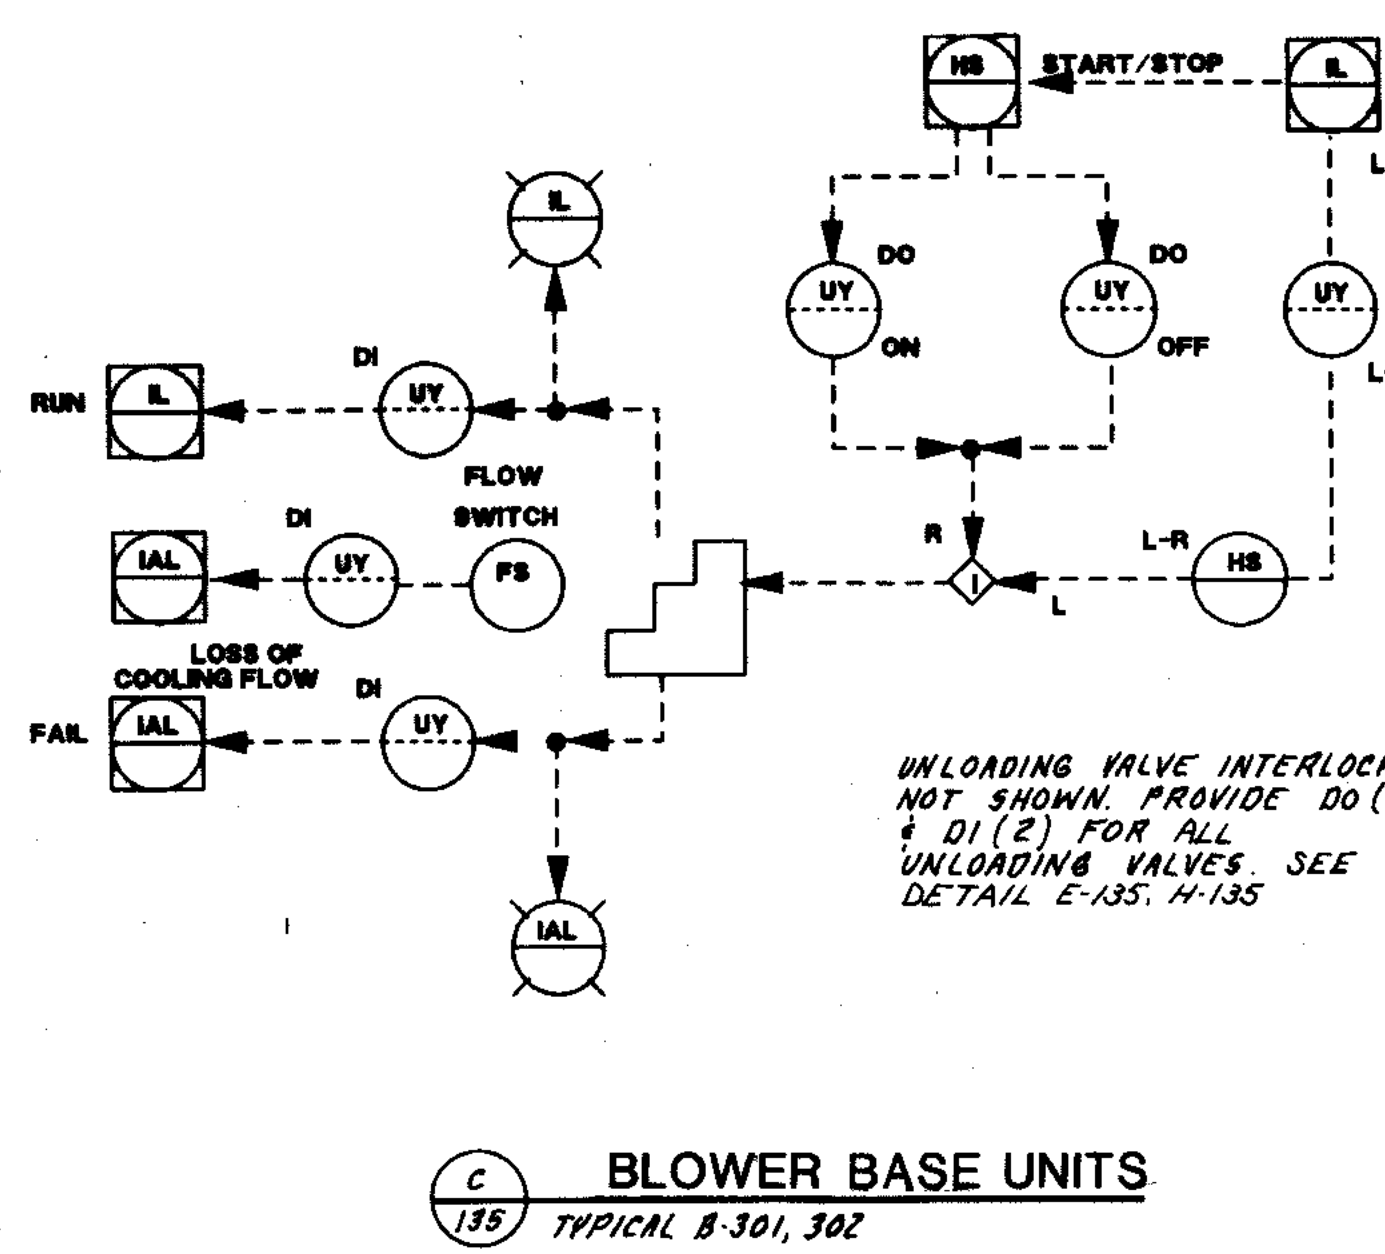 HS
START/STOP
IL
L
IL
DO
DO
UY
UY
UY
ON
OFF
L-
DI
RUN
IL
UY
FLOW
SWITCH
DI
IAL
UY
FS
R
L-R
HS
I
L
LOSS OF
COOLING FLOW
DI
FAIL
IAL
UY
UNLOADING VALVE INTERLOCK
NOT SHOWN. PROVIDE DO (
& DI (2) FOR ALL
UNLOADING VALVES. SEE
DETAIL E-135, H-135
IAL
C
135
BLOWER BASE UNITS
TYPICAL B-301, 302